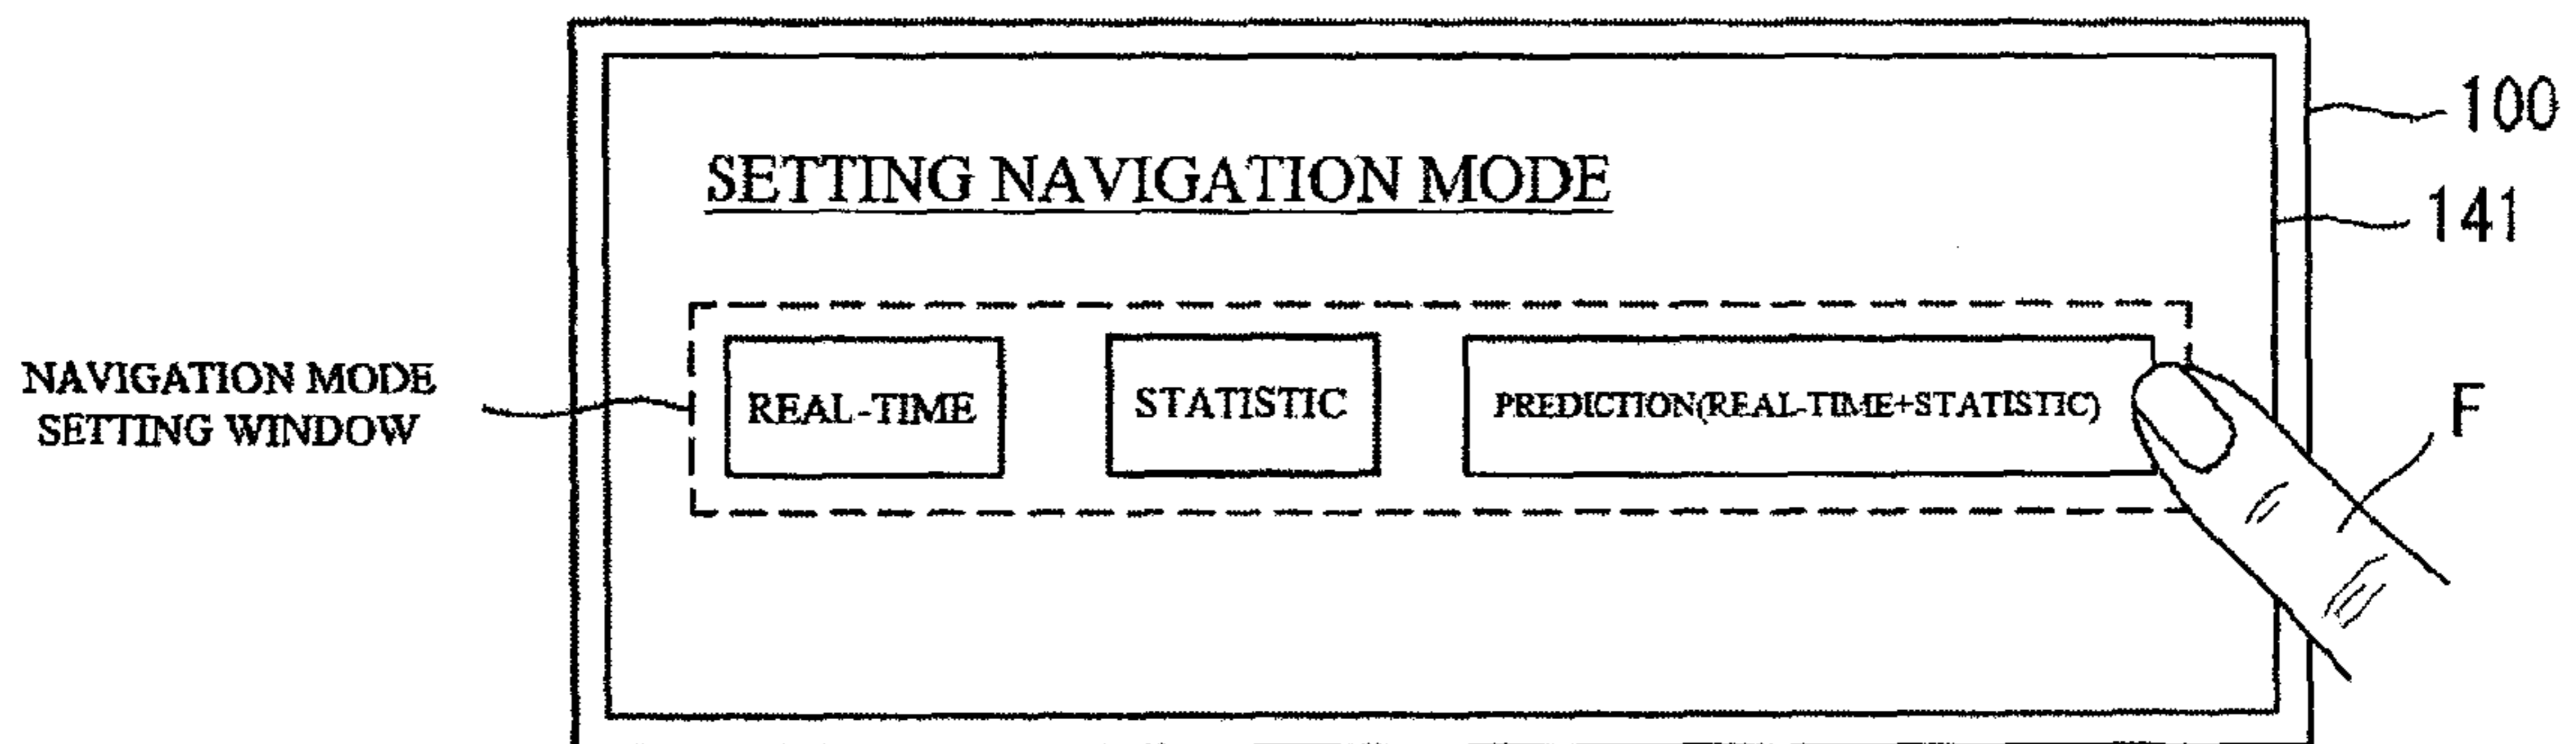 100
141
SETTING NAVIGATION MODE
NAVIGATION MODE
SETTING WINDOW
REAL-TIME
STATISTIC
PREDICTION(REAL-TIME+STATISTIC)
F